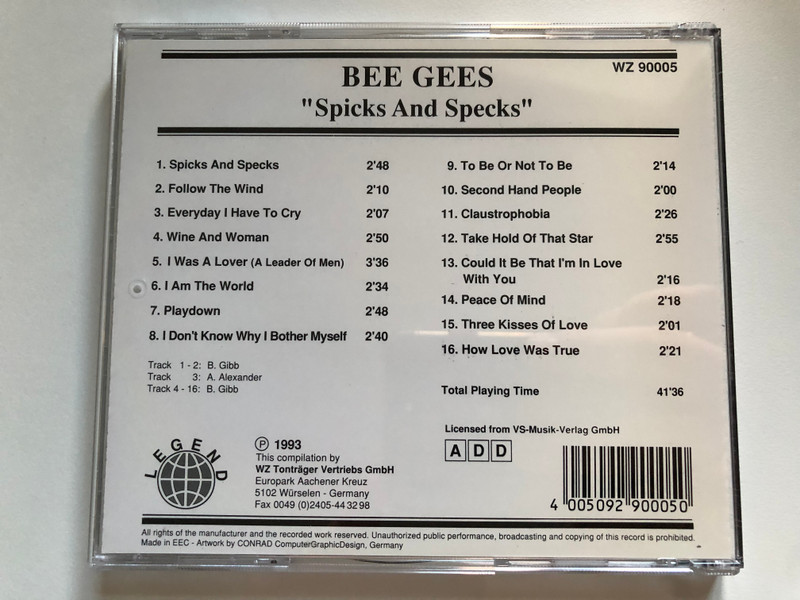 WZ 90005
BEE GEES
"Spicks And Specks"
1. Spicks And Specks 2'48
2. Follow The Wind 2'10
3. Everyday I Have To Cry 2'07
4. Wine And Woman 2'50
5. I Was A Lover (A Leader Of Men) 3'36
6. I Am The World 2'34
7. Playdown 2'48
8. I Don't Know Why I Bother Myself 2'40
Track 1 - 2: B. Gibb
Track 3: A. Alexander
Track 4 - 16: B. Gibb
9. To Be Or Not To Be 2'14
10. Second Hand People 2'00
11. Claustrophobia 2'26
12. Take Hold Of That Star 2'55
13. Could It Be That I'm In Love
With You 2'16
14. Peace Of Mind 2'18
15. Three Kisses Of Love 2'01
16. How Love Was True 2'21
Total Playing Time 41'36
LEGEND
℗ 1993
This compilation by
WZ Tonträger Vertriebs GmbH
Europark Aachener Kreuz
5102 Würselen - Germany
Fax 0049 (0)2405-44 32 98
Licensed from VS-Musik-Verlag GmbH
ADD
4 005092 900050
All rights of the manufacturer and the recorded work reserved. Unauthorized public performance, broadcasting and copying of this record is prohibited.
Made in EEC - Artwork by CONRAD ComputerGraphicDesign, Germany